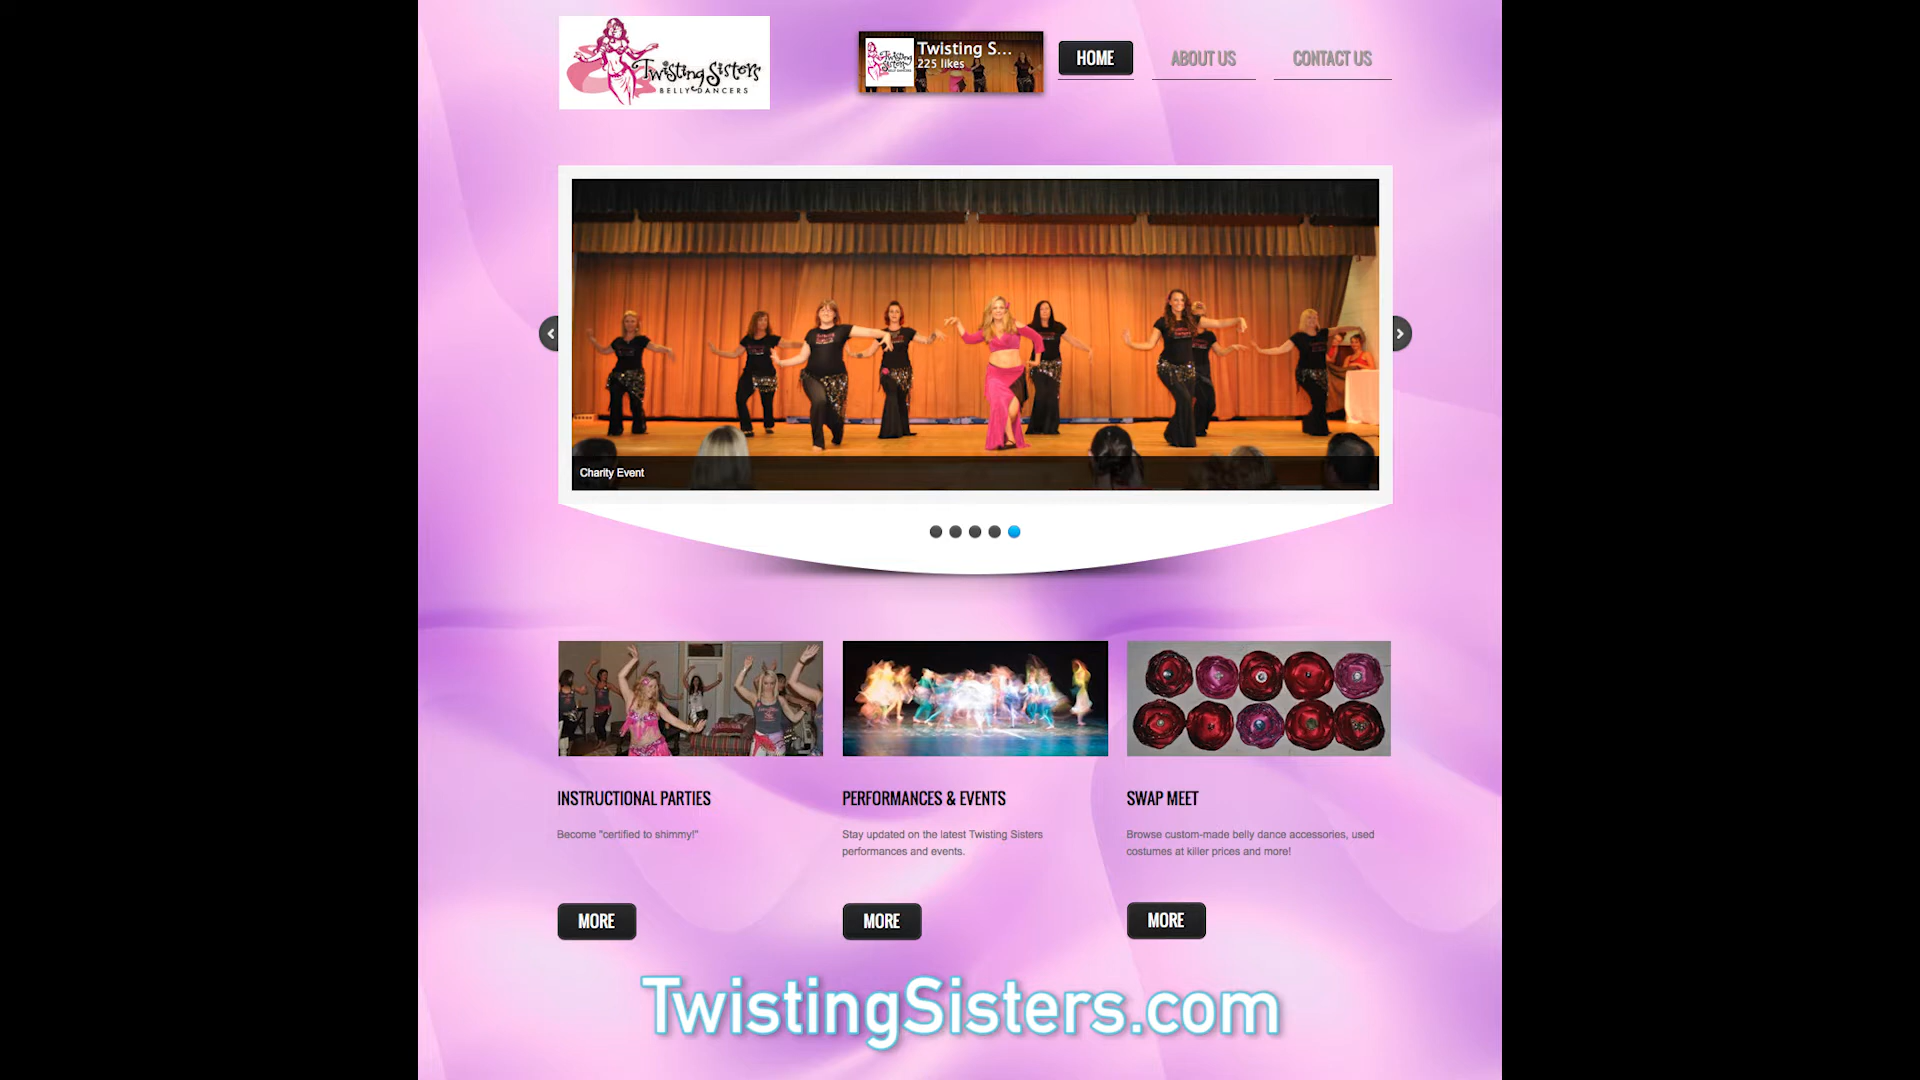 Twisting Sisters
BELLY DANCERS
Twisting S...
225 likes
HOME
ABOUT US
CONTACT US
Charity Event
INSTRUCTIONAL PARTIES
Become "certified to shimmy!"
MORE
PERFORMANCES & EVENTS
Stay updated on the latest Twisting Sisters
performances and events.
MORE
SWAP MEET
Browse custom-made belly dance accessories, used
costumes at killer prices and more!
MORE
TwistingSisters.com